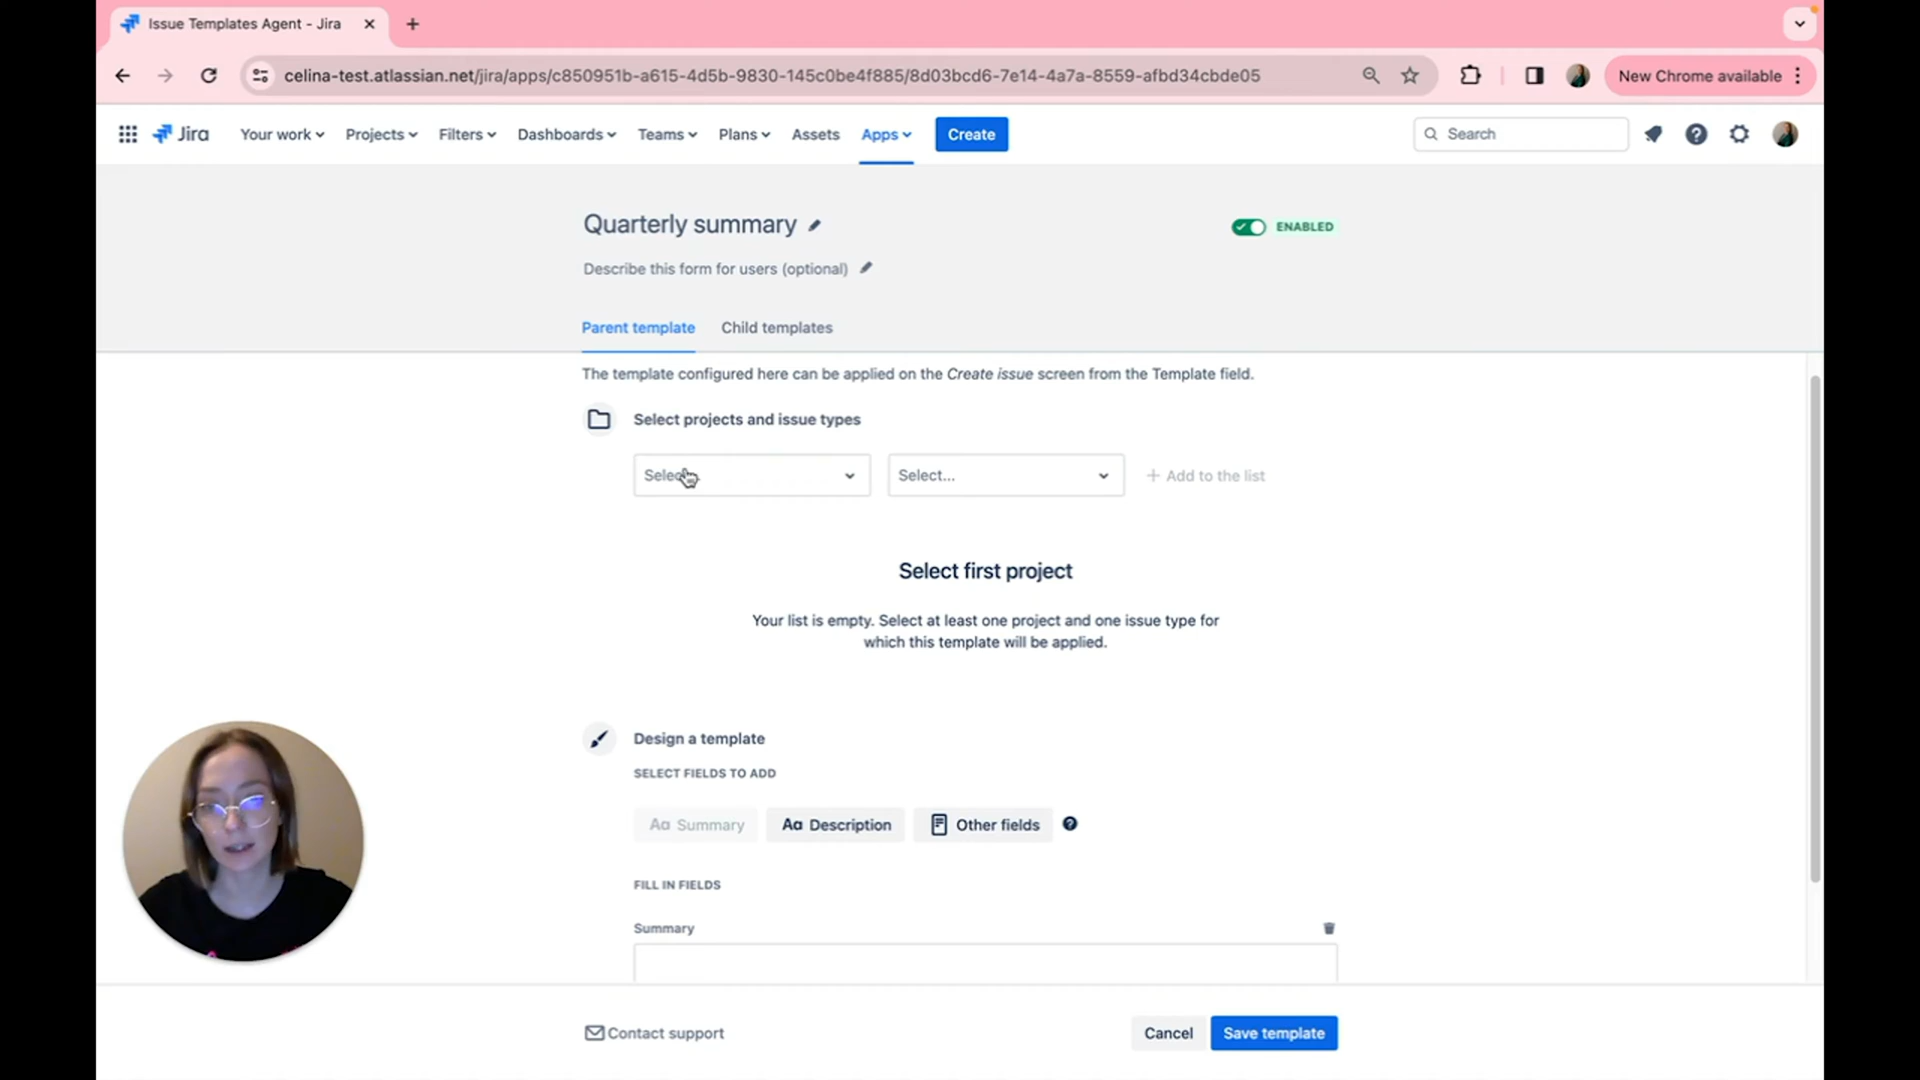 Issue Templates Agent - Jira
celina-test.atlassian.net/jira/apps/c850951b-a615-4d5b-9830-145c0be4f885/8d03bcd6-7e14-4a7a-8559-afbd34cbde05
New Chrome available
Jira
Your work
Projects
Filters
Dashboards
Teams
Plans
Assets
Apps
Create
Search
Quarterly summary
ENABLED
Describe this form for users (optional)
Parent template
Child templates
The template configured here can be applied on the Create issue screen from the Template field.
Select projects and issue types
Select...
+ Add to the list
Select first project
Your list is empty. Select at least one project and one issue type for
which this template will be applied.
Design a template
SELECT FIELDS TO ADD
Aa Summary
Aa Description
Other fields
FILL IN FIELDS
Summary
Contact support
Cancel
Save template